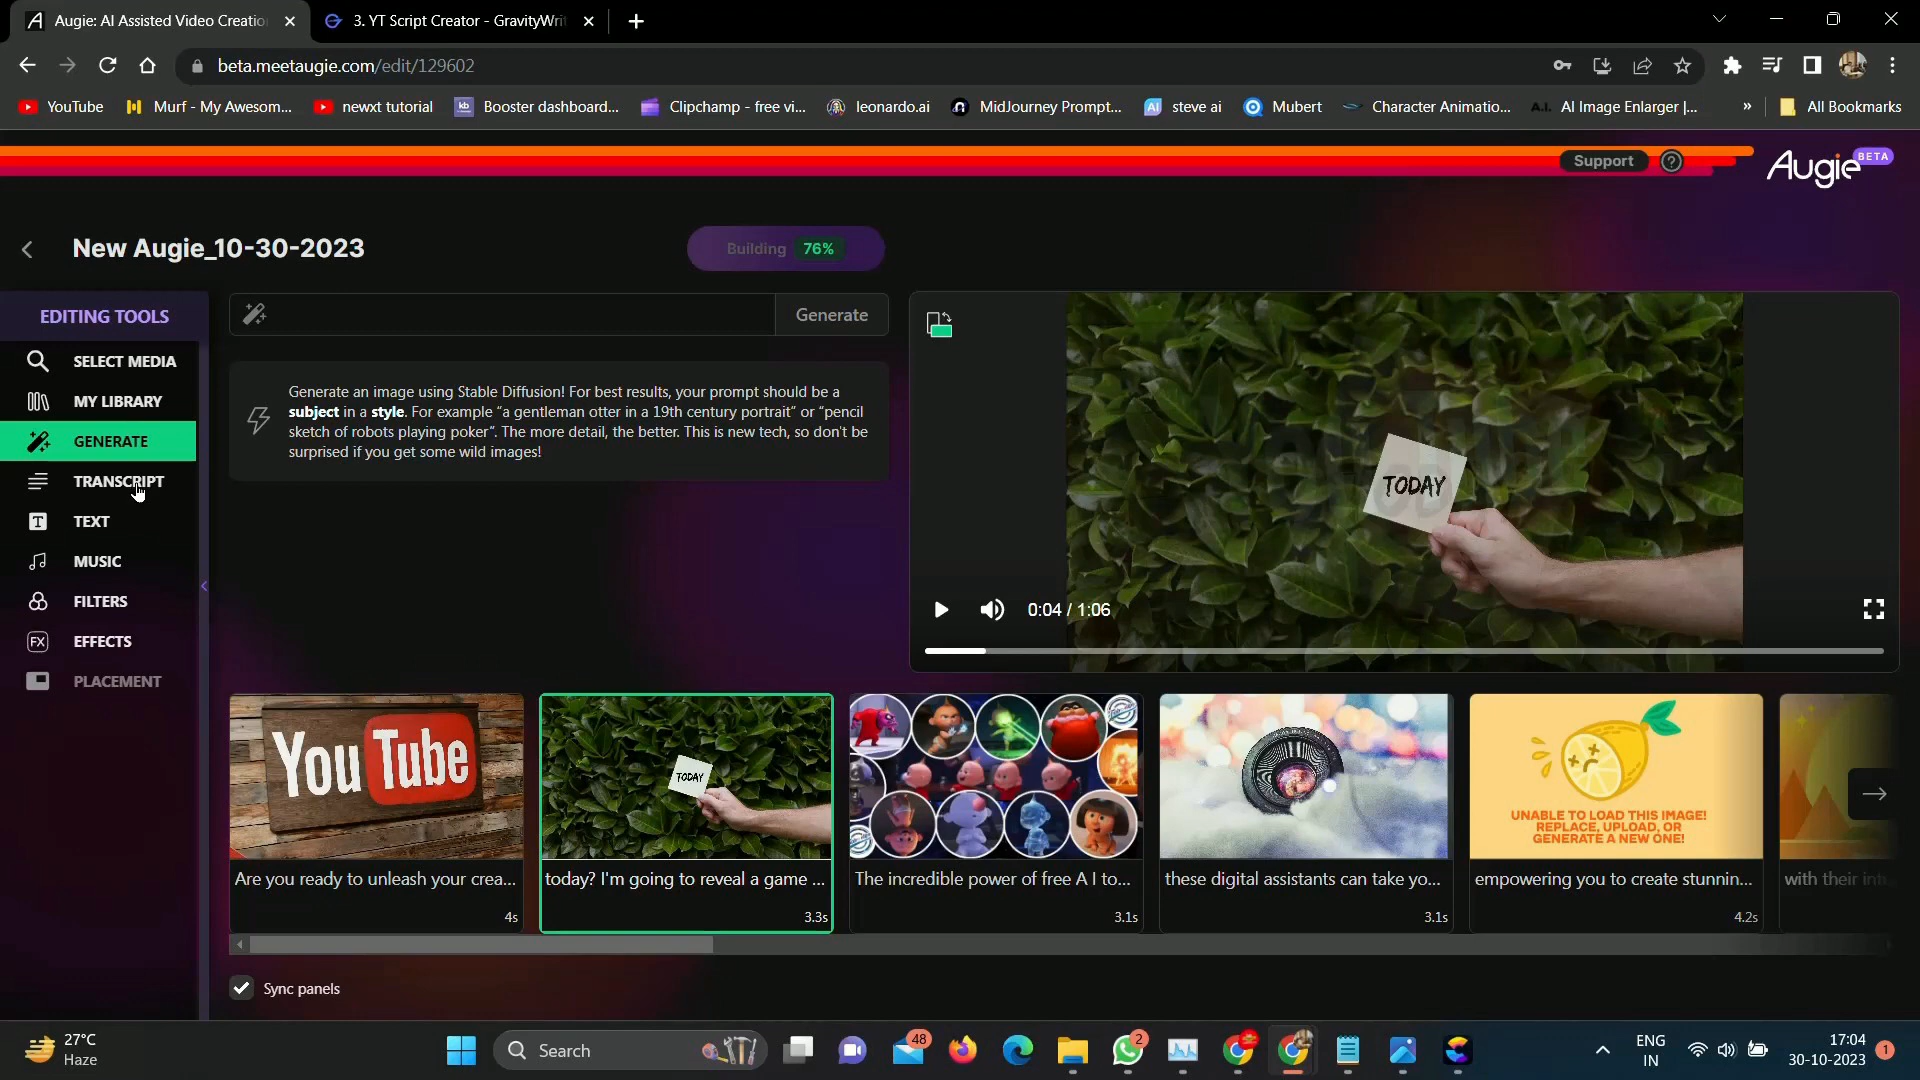 Augie: AI Assisted Video Creatio
3. YT Script Creator - GravityWri
beta.meetaugie.com/edit/129602
YouTube
Murf - My Awesom...
newxt tutorial
Booster dashboard...
Clipchamp - free vi...
leonardo.ai
MidJourney Prompt...
steve ai
Mubert
Character Animatio...
AI Image Enlarger |...
»
All Bookmarks
Support
?
Augie BETA
New Augie_10-30-2023
Building 76%
EDITING TOOLS
SELECT MEDIA
MY LIBRARY
GENERATE
TRANSCRIPT
TEXT
MUSIC
FILTERS
EFFECTS
PLACEMENT
Generate
Generate an image using Stable Diffusion! For best results, your prompt should be a
subject in a style. For example "a gentleman otter in a 19th century portrait" or "pencil
sketch of robots playing poker". The more detail, the better. This is new tech, so don't be
surprised if you get some wild images!
TODAY
0:04 / 1:06
You Tube
Are you ready to unleash your crea...
4s
TODAY
today? I'm going to reveal a game ...
3.3s
The incredible power of free A I to...
3.1s
these digital assistants can take yo...
3.1s
UNABLE TO LOAD THIS IMAGE!
REPLACE, UPLOAD, OR
GENERATE A NEW ONE!
empowering you to create stunnin...
4.2s
with their int
Sync panels
27°C
Haze
Search
48
2
ENG
IN
17:04
30-10-2023
1